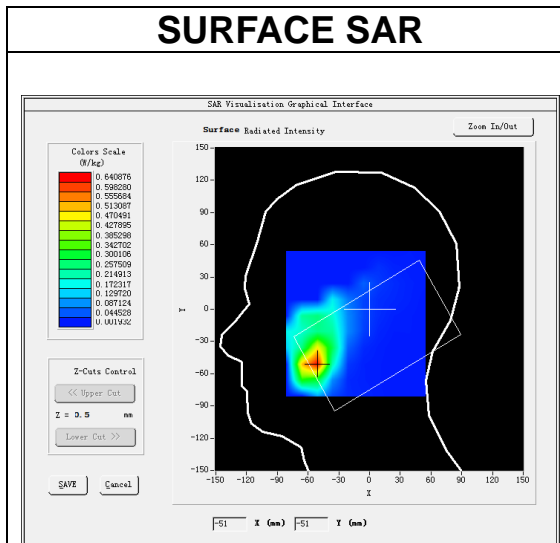 SURFACE SAR
SAR Visualisation Graphical Interface
Surface Radiated Intensity
Zoom In/Out
Colors Scale
(W/kg)
0.640876
0.598280
0.555684
0.513087
0.470491
0.427895
0.385298
0.342702
0.300106
0.257509
0.214913
0.172317
0.129720
0.087124
0.044528
0.001932
Z-Cuts Control
<< Upper Cut
Z = 0.5 mm
Lower Cut >>
SAVE Cancel
150
120
90
60
30
0
-30
-60
-90
-120
-150
Y
-150 -120 -90 -60 -30 0 30 60 90 120 150
X
-51 X (mm) -51 Y (mm)